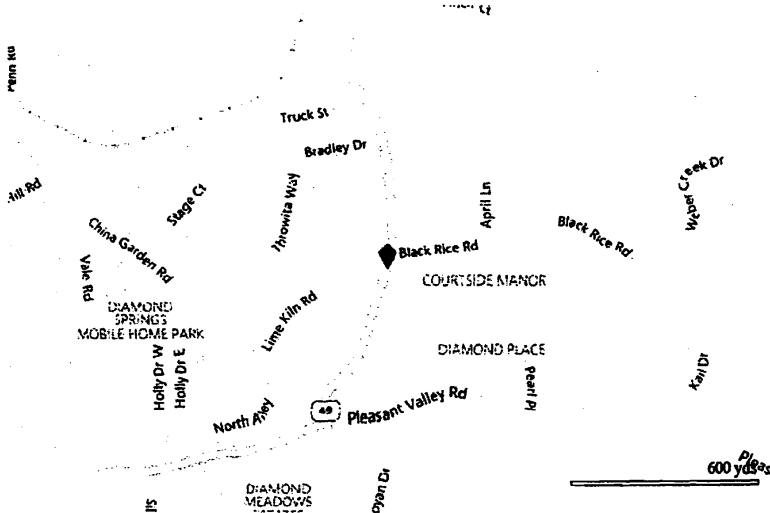 Truck St
Bradley Dr
Throwita Way
Stage Ct
China Garden Rd
Vale Rd
April Ln
Weber Creek Dr
Black Rice Rd
Black Rice Rd
COURTSIDE MANOR
DIAMOND
SPRINGS
MOBILE HOME PARK
Lime Kiln Rd
DIAMOND PLACE
Holly Dr W
Holly Dr E
Pearl Pl
Karl Dr
North Aley
49
Pleasant Valley Rd
600 yds
DIAMOND
MEADOWS